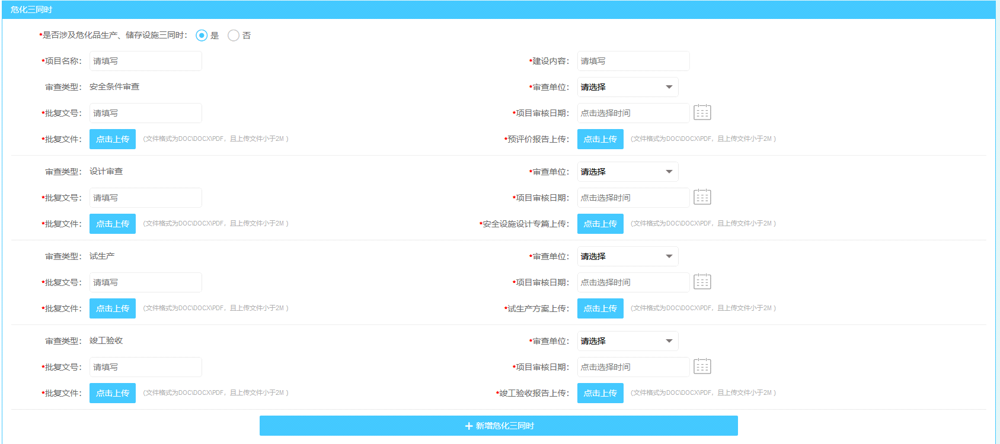 危化三同时
*是否涉及危化品生产、储存设施三同时： 是 否
*项目名称： 请填写 *建设内容： 请填写
审查类型： 安全条件审查 *审查单位： 请选择
*批复文号： 请填写 *项目审核日期： 点击选择时间
*批复文件： 点击上传 (文件格式为DOC\DOCX\PDF，且上传文件小于2M ) *预评价报告上传： 点击上传 (文件格式为DOC\DOCX\PDF，且上传文件小于2M )
审查类型： 设计审查 *审查单位： 请选择
*批复文号： 请填写 *项目审核日期： 点击选择时间
*批复文件： 点击上传 (文件格式为DOC\DOCX\PDF，且上传文件小于2M ) *安全设施设计专篇上传： 点击上传 (文件格式为DOC\DOCX\PDF，且上传文件小于2M )
审查类型： 试生产 *审查单位： 请选择
*批复文号： 请填写 *项目审核日期： 点击选择时间
*批复文件： 点击上传 (文件格式为DOC\DOCX\PDF，且上传文件小于2M ) *试生产方案上传： 点击上传 (文件格式为DOC\DOCX\PDF，且上传文件小于2M )
审查类型： 竣工验收 *审查单位： 请选择
*批复文号： 请填写 *项目审核日期： 点击选择时间
*批复文件： 点击上传 (文件格式为DOC\DOCX\PDF，且上传文件小于2M ) *竣工验收报告上传： 点击上传 (文件格式为DOC\DOCX\PDF，且上传文件小于2M )
+ 新增危化三同时